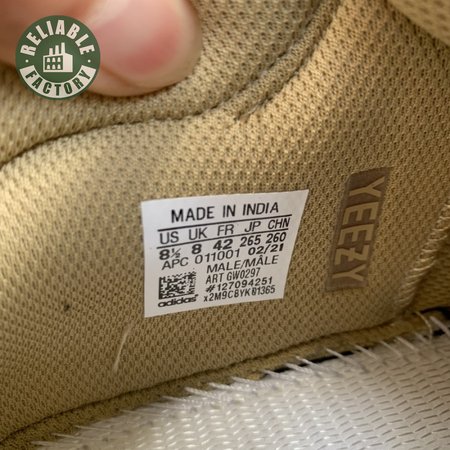 RELIABLE
FACTORY
MADE IN INDIA
US UK FR JP CHN
8½ 8 42 265 260
APC 011001 02/21
MALE/MÂLE
ART GW0297
#127094251
adidas x2M9C8YKB1365
YEEZY